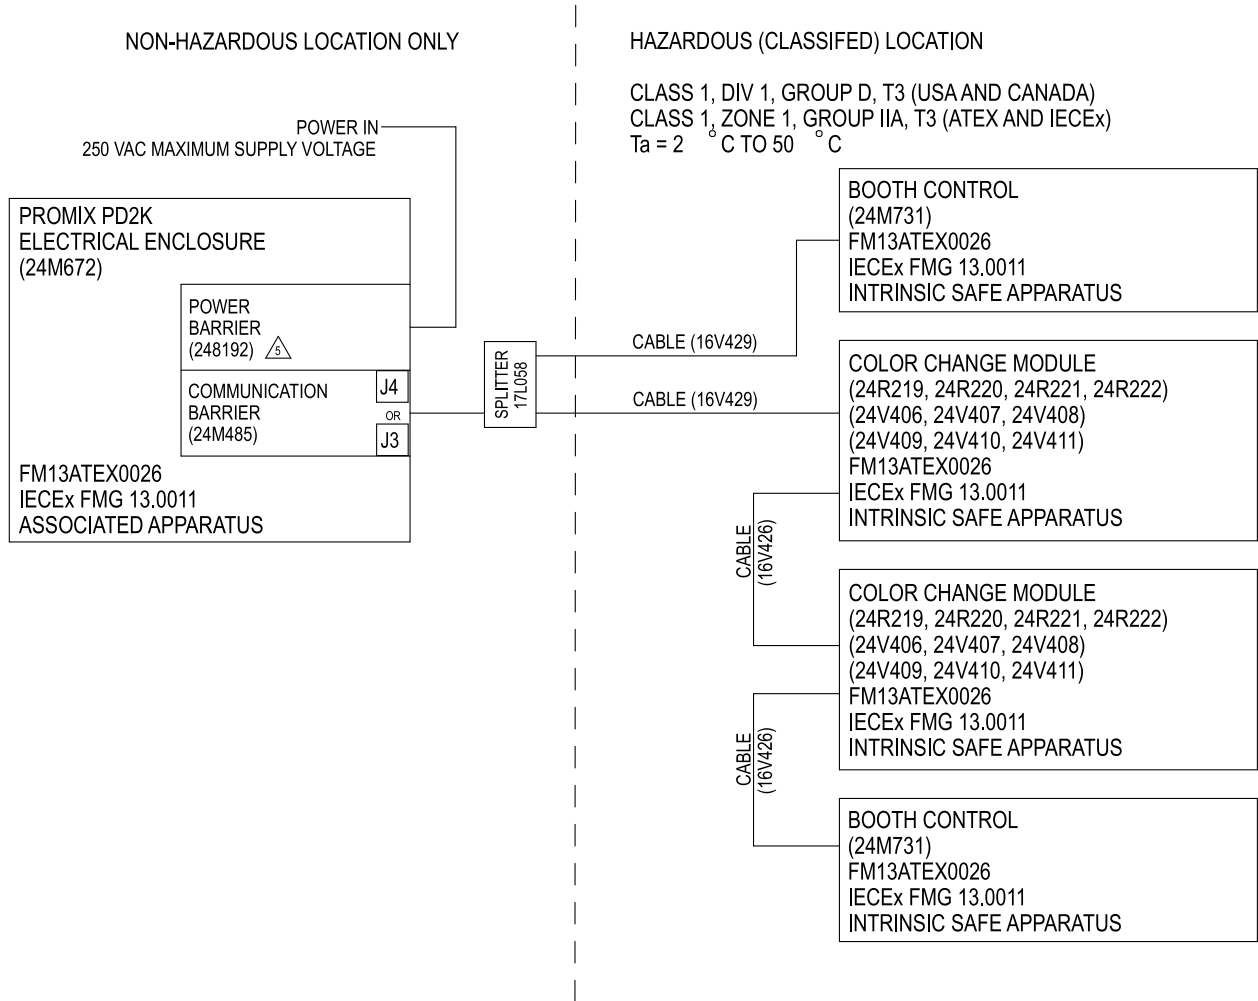 NON-HAZARDOUS LOCATION ONLY
HAZARDOUS (CLASSIFED) LOCATION
CLASS 1, DIV 1, GROUP D, T3 (USA AND CANADA)
CLASS 1, ZONE 1, GROUP IIA, T3 (ATEX AND IECEx)
Ta = 2 °C TO 50 °C
POWER IN
250 VAC MAXIMUM SUPPLY VOLTAGE
PROMIX PD2K
ELECTRICAL ENCLOSURE
(24M672)
POWER
BARRIER
(248192) 5
COMMUNICATION
BARRIER
(24M485)
J4
OR
J3
FM13ATEX0026
IECEx FMG 13.0011
ASSOCIATED APPARATUS
SPLITTER
17L058
CABLE (16V429)
CABLE (16V429)
BOOTH CONTROL
(24M731)
FM13ATEX0026
IECEx FMG 13.0011
INTRINSIC SAFE APPARATUS
COLOR CHANGE MODULE
(24R219, 24R220, 24R221, 24R222)
(24V406, 24V407, 24V408)
(24V409, 24V410, 24V411)
FM13ATEX0026
IECEx FMG 13.0011
INTRINSIC SAFE APPARATUS
CABLE
(16V426)
COLOR CHANGE MODULE
(24R219, 24R220, 24R221, 24R222)
(24V406, 24V407, 24V408)
(24V409, 24V410, 24V411)
FM13ATEX0026
IECEx FMG 13.0011
INTRINSIC SAFE APPARATUS
CABLE
(16V426)
BOOTH CONTROL
(24M731)
FM13ATEX0026
IECEx FMG 13.0011
INTRINSIC SAFE APPARATUS